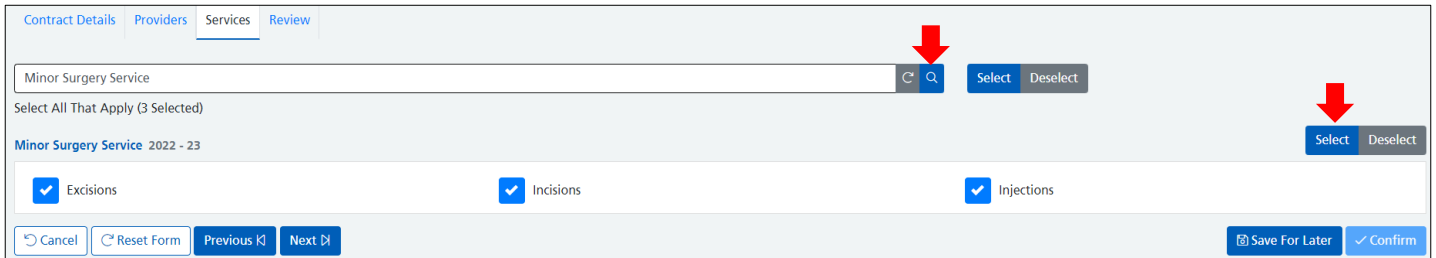 Contract Details Providers Services Review
Minor Surgery Service Select Deselect
Select All That Apply (3 Selected)
Minor Surgery Service 2022 - 23 Select Deselect
Excisions Incisions Injections
Cancel Reset Form Previous Next Save For Later Confirm